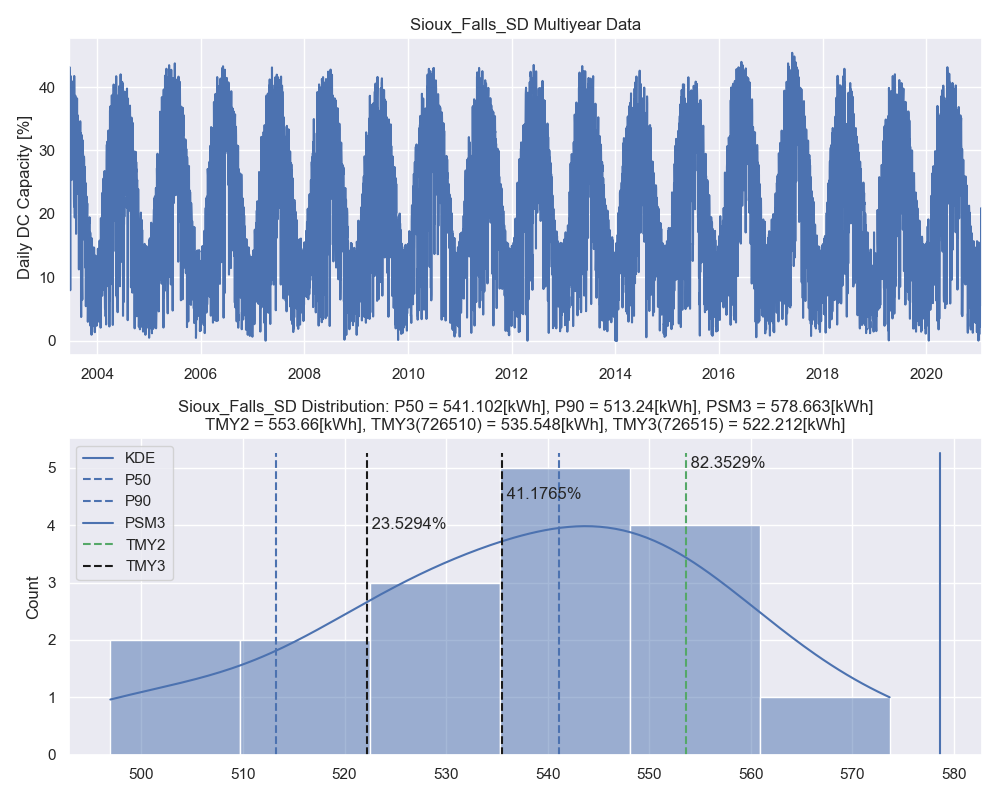 Sioux_Falls_SD Multiyear Data
Daily DC Capacity [%]
40
30
20
10
0
2004 2006 2008 2010 2012 2014 2016 2018 2020
Sioux_Falls_SD Distribution: P50 = 541.102[kWh], P90 = 513.24[kWh], PSM3 = 578.663[kWh]
TMY2 = 553.66[kWh], TMY3(726510) = 535.548[kWh], TMY3(726515) = 522.212[kWh]
Count
5
4
3
2
1
0
KDE
P50
P90
PSM3
TMY2
TMY3
82.3529%
41.1765%
23.5294%
500 510 520 530 540 550 560 570 580